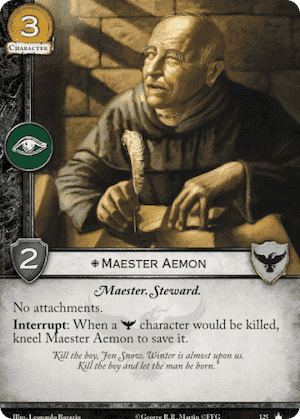 3
Character
2
Maester Aemon
Maester. Steward.
No attachments.
Interrupt: When a character would be killed,
kneel Maester Aemon to save it.
"Kill the boy, Jon Snow. Winter is almost upon us.
Kill the boy and let the man be born."
Illus. Leonardo Borazio ©George R.R. Martin ©FFG 125